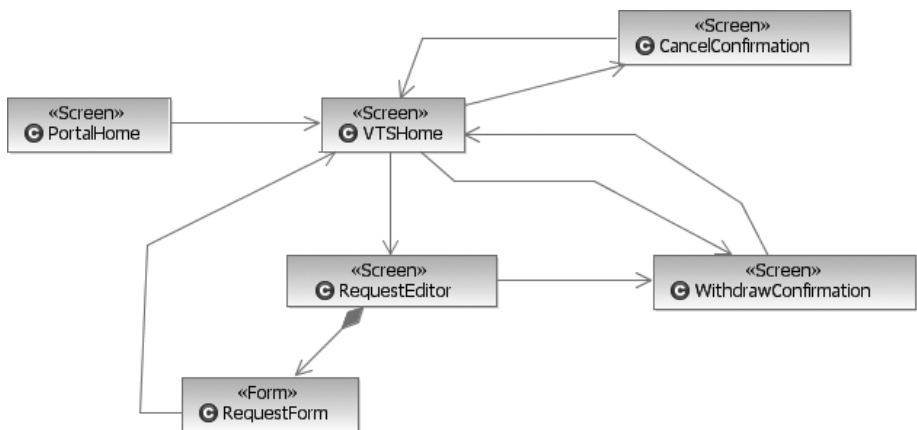 «Screen»
CancelConfirmation
«Screen»
PortalHome
«Screen»
VTSHome
«Screen»
RequestEditor
«Screen»
WithdrawConfirmation
«Form»
RequestForm